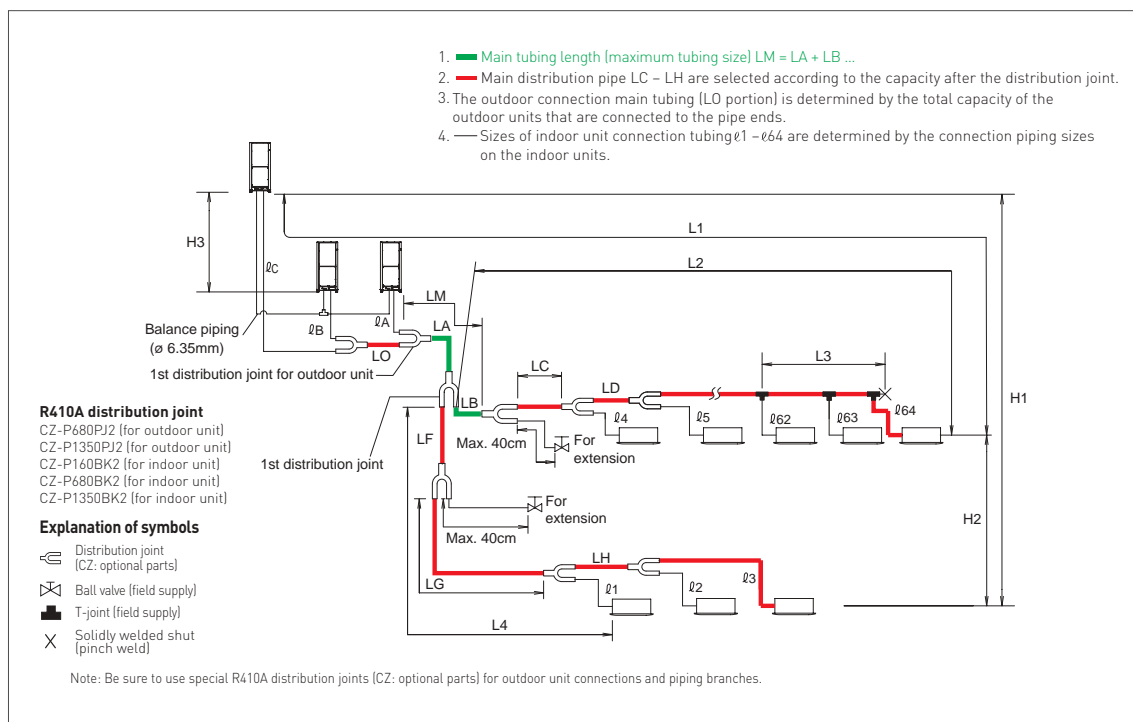 1. Main tubing length (maximum tubing size) LM = LA + LB ...
2. Main distribution pipe LC – LH are selected according to the capacity after the distribution joint.
3. The outdoor connection main tubing (LO portion) is determined by the total capacity of the
outdoor units that are connected to the pipe ends.
4. Sizes of indoor unit connection tubing ℓ1 –ℓ64 are determined by the connection piping sizes
on the indoor units.
H3
L1
ℓC
L2
LM
Balance piping
(ø 6.35mm)
ℓB
ℓA
LA
LO
1st distribution joint for outdoor unit
LC
L3
LD
LB
H1
R410A distribution joint
CZ-P680PJ2 (for outdoor unit)
CZ-P1350PJ2 (for outdoor unit)
CZ-P160BK2 (for indoor unit)
CZ-P680BK2 (for indoor unit)
CZ-P1350BK2 (for indoor unit)
LF
ℓ4
ℓ5
ℓ62
ℓ63
ℓ64
Max. 40cm
For
extension
1st distribution joint
For
extension
Max. 40cm
H2
Explanation of symbols
Distribution joint
(CZ: optional parts)
Ball valve (field supply)
T-joint (field supply)
Solidly welded shut
(pinch weld)
LG
LH
ℓ1
ℓ2
ℓ3
L4
Note: Be sure to use special R410A distribution joints (CZ: optional parts) for outdoor unit connections and piping branches.